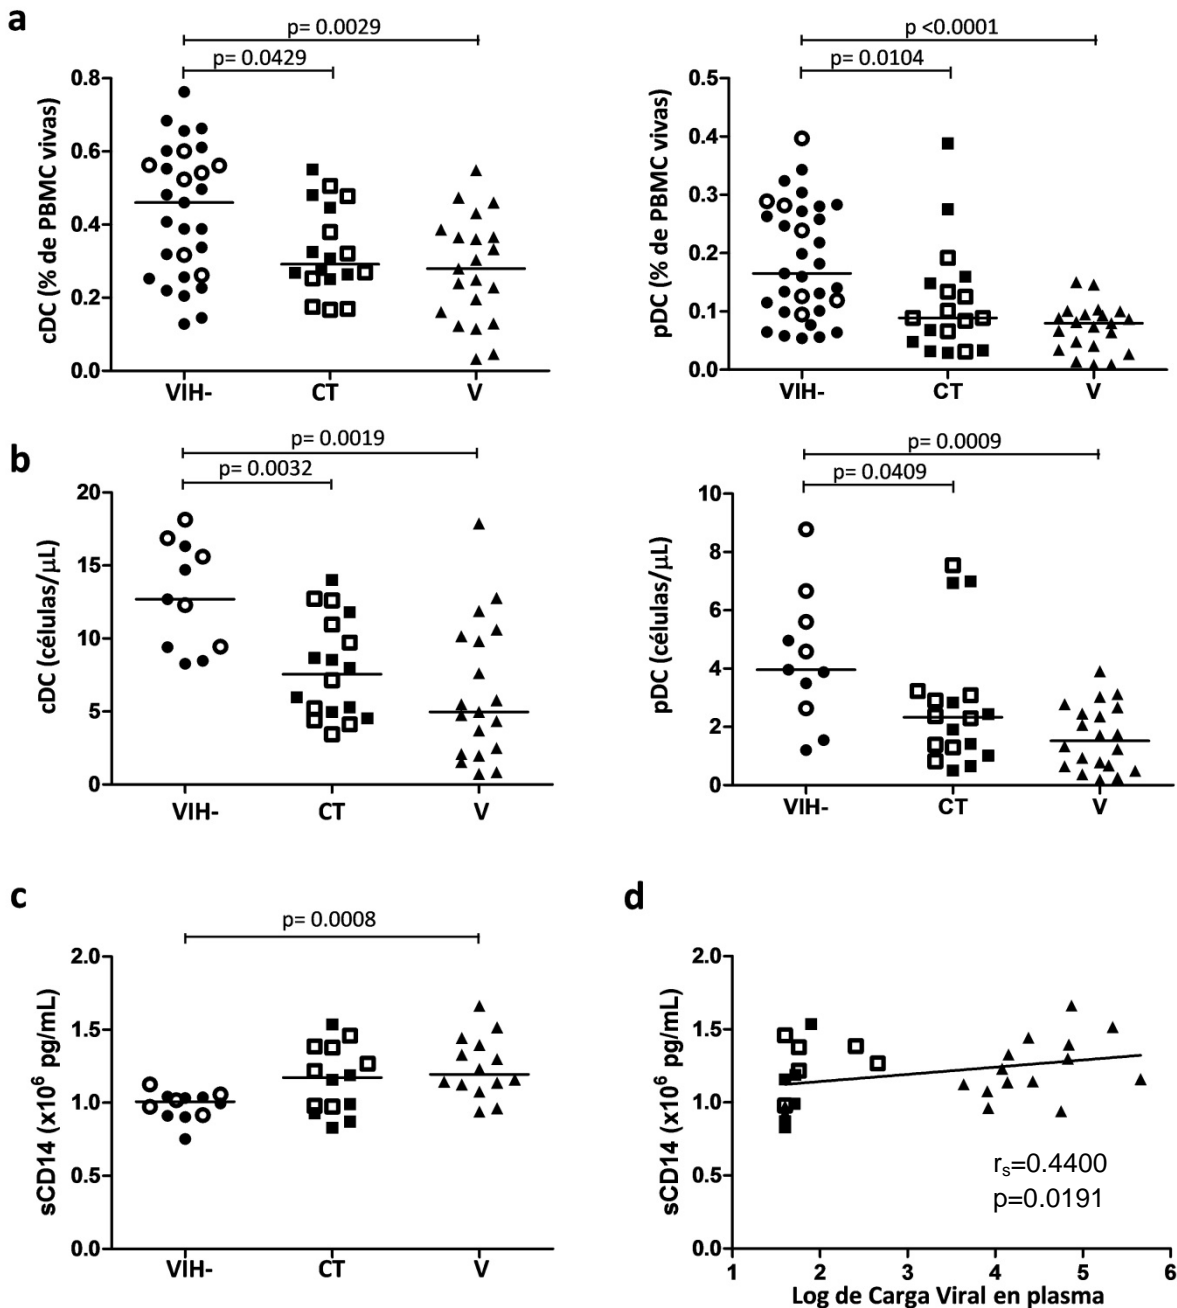 a
p= 0.0029
p= 0.0429
cDC (% de PBMC vivas)
0.8
0.6
0.4
0.2
0.0
VIH-
CT
V
p <0.0001
p= 0.0104
pDC (% de PBMC vivas)
0.5
0.4
0.3
0.2
0.1
0.0
VIH-
CT
V
b
p= 0.0019
p= 0.0032
cDC (células/µL)
20
15
10
5
0
VIH-
CT
V
p= 0.0009
p= 0.0409
pDC (células/µL)
10
8
6
4
2
0
VIH-
CT
V
c
p= 0.0008
sCD14 (x10⁶ pg/mL)
2.0
1.5
1.0
0.5
0.0
VIH-
CT
V
d
sCD14 (x10⁶ pg/mL)
2.0
1.5
1.0
0.5
0.0
rₛ=0.4400
p=0.0191
1 2 3 4 5 6
Log de Carga Viral en plasma